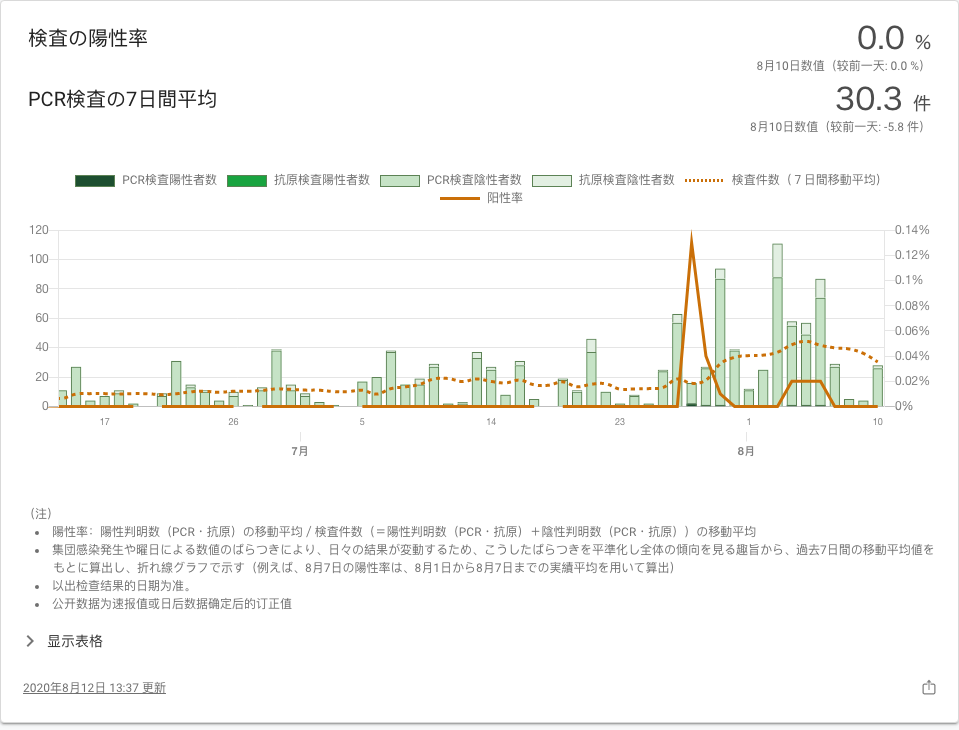 検査の陽性率
0.0 %
8月10日数值（较前一天: 0.0 %）
PCR検査の7日間平均
30.3 件
8月10日数值（较前一天: -5.8 件）
PCR検査陽性者数 抗原検査陽性者数 PCR検査陰性者数 抗原検査陰性者数 検査件数（７日間移動平均）
阳性率
120 0.14%
0.12%
100
0.1%
80
0.08%
60
0.06%
40
0.04%
20
0.02%
0 0%
17 26 5 14 23 1 10
7月 8月
（注）
• 陽性率：陽性判明数（PCR・抗原）の移動平均 / 検査件数（＝陽性判明数（PCR・抗原）＋陰性判明数（PCR・抗原））の移動平均
• 集団感染発生や曜日による数値のばらつきにより、日々の結果が変動するため、こうしたばらつきを平準化し全体の傾向を見る趣旨から、過去7日間の移動平均値を
もとに算出し、折れ線グラフで示す（例えば、8月7日の陽性率は、8月1日から8月7日までの実績平均を用いて算出）
• 以出检查结果的日期为准。
• 公开数据为速报值或日后数据确定后的订正值
显示表格
2020年8月12日 13:37 更新